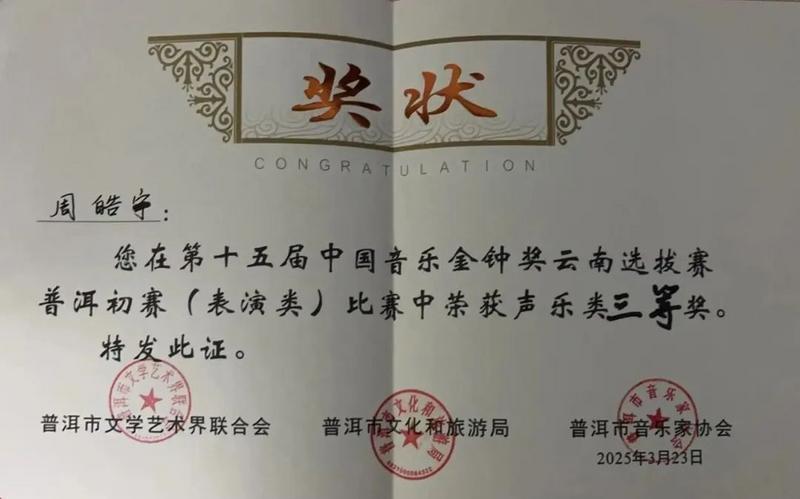 奖状
CONGRATULATION
周皓宇：
您在第十五届中国音乐金钟奖云南选拔赛
普洱初赛（表演类）比赛中荣获声乐类三等奖。
特发此证。
普洱市文学艺术界联合会 普洱市文化和旅游局 普洱市音乐家协会
2025年3月23日